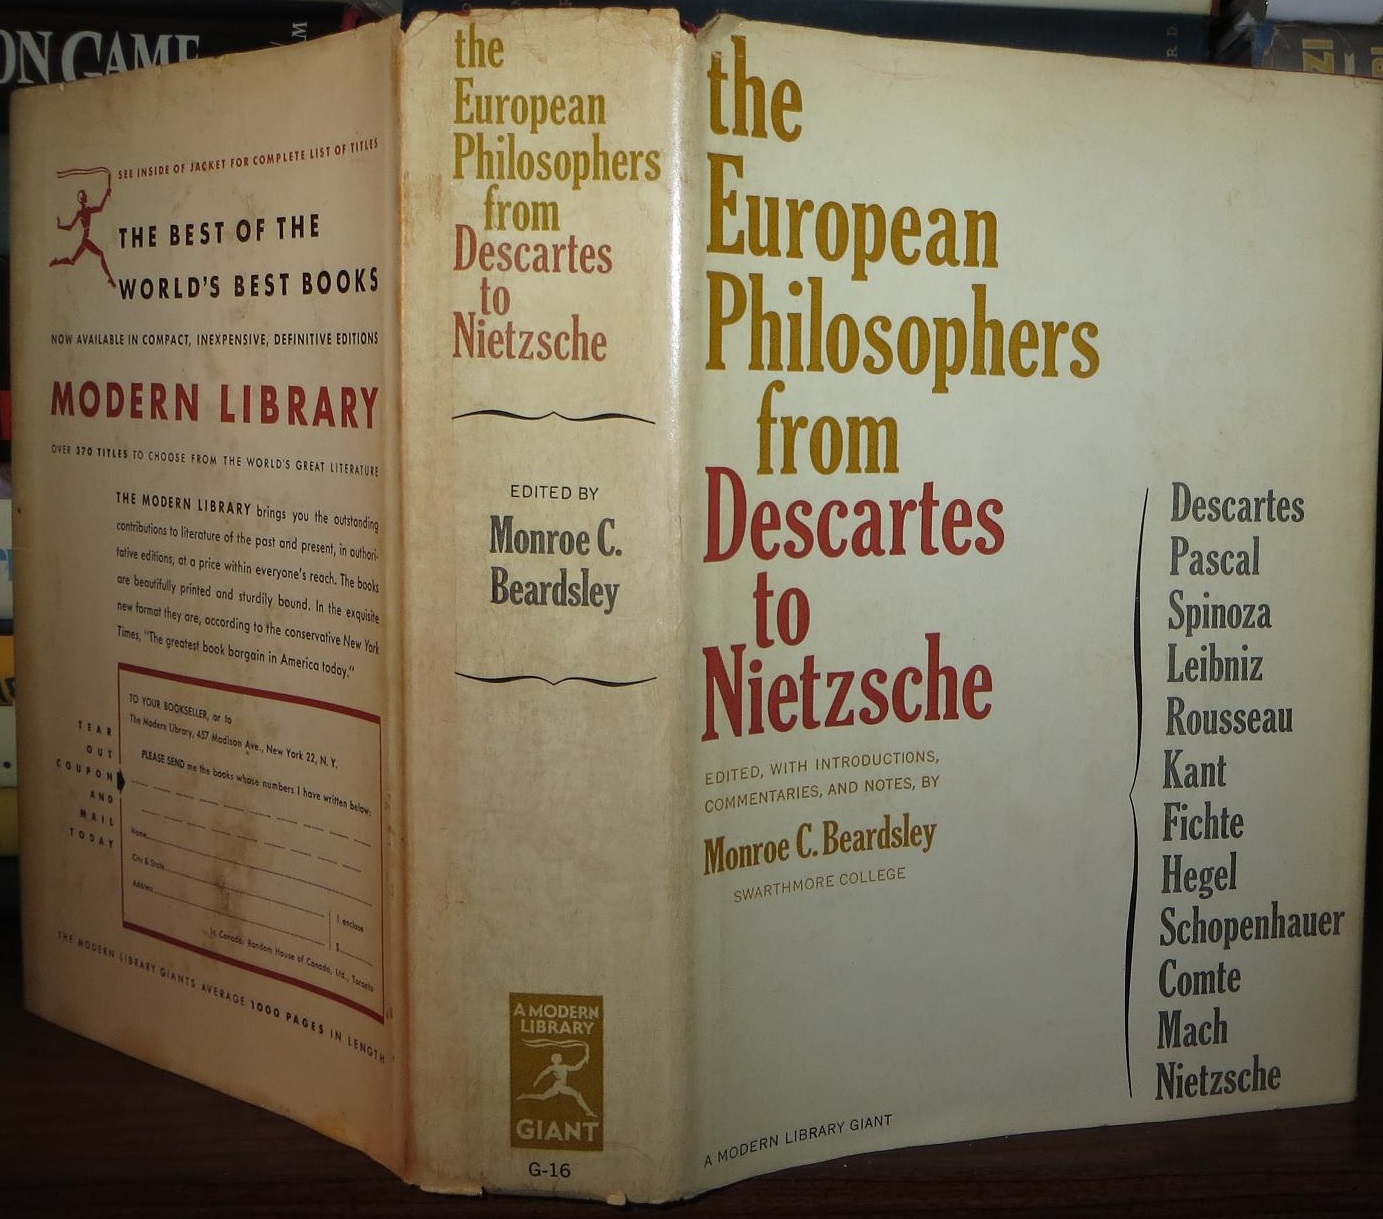 ON GAME
M
RD
ZI
SEE INSIDE OF JACKET FOR COMPLETE LIST OF TITLES
THE BEST OF THE
WORLD'S BEST BOOKS
NOW AVAILABLE IN COMPACT, INEXPENSIVE, DEFINITIVE EDITIONS
MODERN LIBRARY
OVER 370 TITLES TO CHOOSE FROM THE WORLD'S GREAT LITERATURE
THE MODERN LIBRARY brings you the outstanding
contributions to literature of the past and present, in authori-
tative editions, at a price within everyone's reach. The books
are beautifully printed and sturdily bound. In the exquisite
new format they are, according to the conservative New York
Times, "The greatest book bargain in America today."
TEAR
OUT
COUPON
AND
MAIL
TODAY
TO YOUR BOOKSELLER, or to
The Modern Library, 457 Madison Ave., New York 22, N. Y.
PLEASE SEND me the books whose numbers I have written below:
Name
City & State
Address
I enclose
$
In Canada: Random House of Canada, Ltd., Toronto
THE MODERN LIBRARY GIANTS AVERAGE 1000 PAGES IN LENGTH
the
European
Philosophers
from
Descartes
to
Nietzsche
EDITED BY
Monroe C.
Beardsley
A MODERN
LIBRARY
GIANT
G-16
the
European
Philosophers
from
Descartes
to
Nietzsche
EDITED, WITH INTRODUCTIONS,
COMMENTARIES, AND NOTES, BY
Monroe C. Beardsley
SWARTHMORE COLLEGE
A MODERN LIBRARY GIANT
Descartes
Pascal
Spinoza
Leibniz
Rousseau
Kant
Fichte
Hegel
Schopenhauer
Comte
Mach
Nietzsche